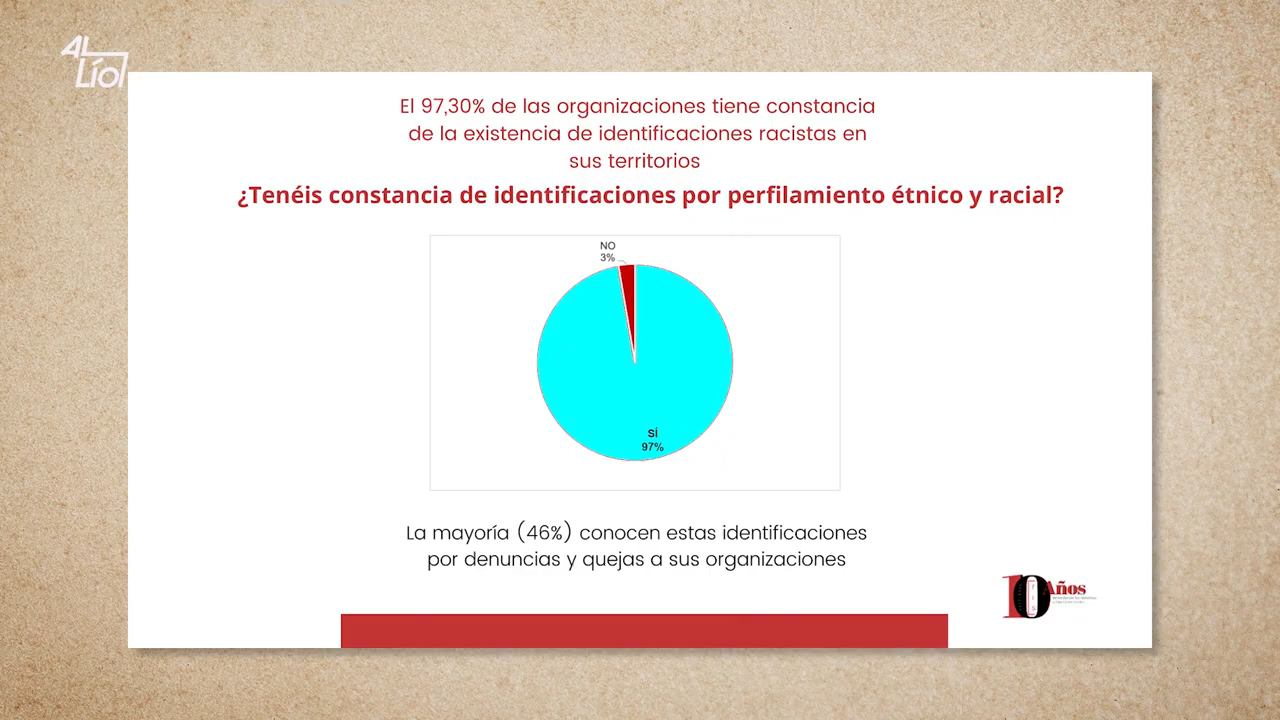 AL
LÍO!
El 97,30% de las organizaciones tiene constancia
de la existencia de identificaciones racistas en
sus territorios
¿Tenéis constancia de identificaciones por perfilamiento étnico y racial?
NO
3%
SÍ
97%
La mayoría (46%) conocen estas identificaciones
por denuncias y quejas a sus organizaciones
10 Años